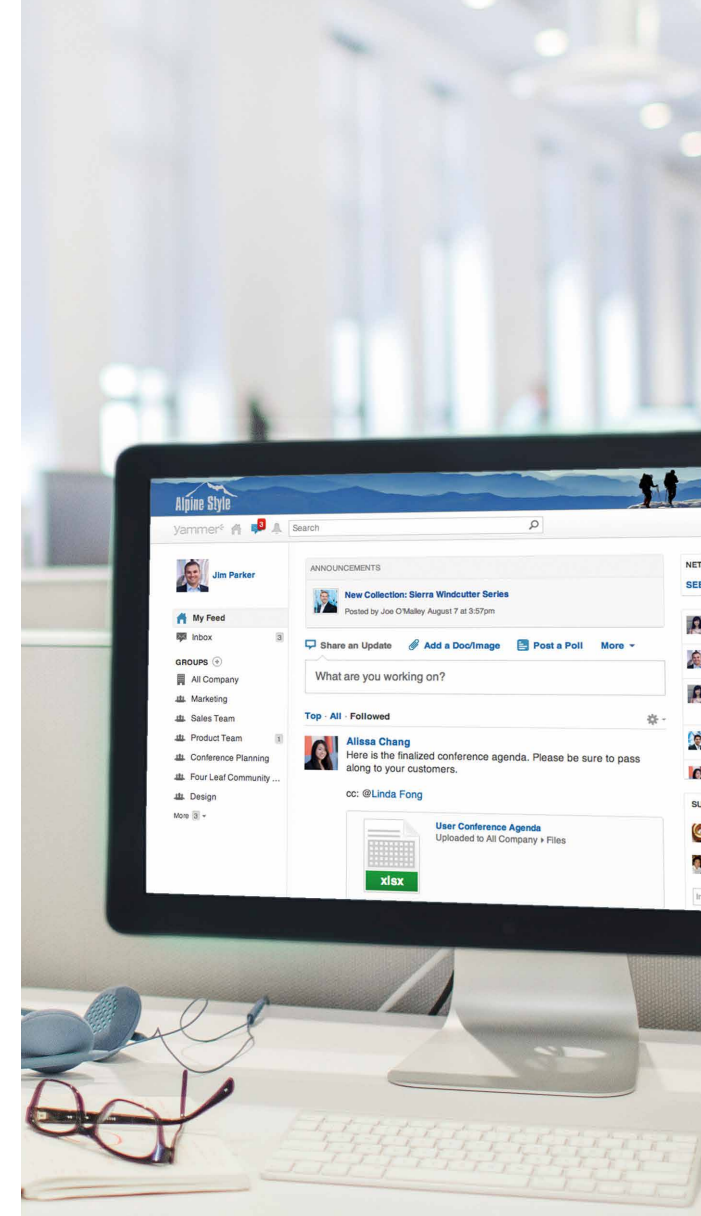 Alpine Style
yammer
3
Search
Jim Parker
My Feed
Inbox 3
GROUPS
All Company
Marketing
Sales Team
Product Team 1
Conference Planning
Four Leaf Community ...
Design
More 3
ANNOUNCEMENTS
New Collection: Sierra Windcutter Series
Posted by Joe O'Malley August 7 at 3:57pm
Share an Update Add a Doc/Image Post a Poll More
What are you working on?
Top · All · Followed
Alissa Chang
Here is the finalized conference agenda. Please be sure to pass
along to your customers.
cc: @Linda Fong
User Conference Agenda
Uploaded to All Company ▸ Files
xlsx
NET
SEE
SU